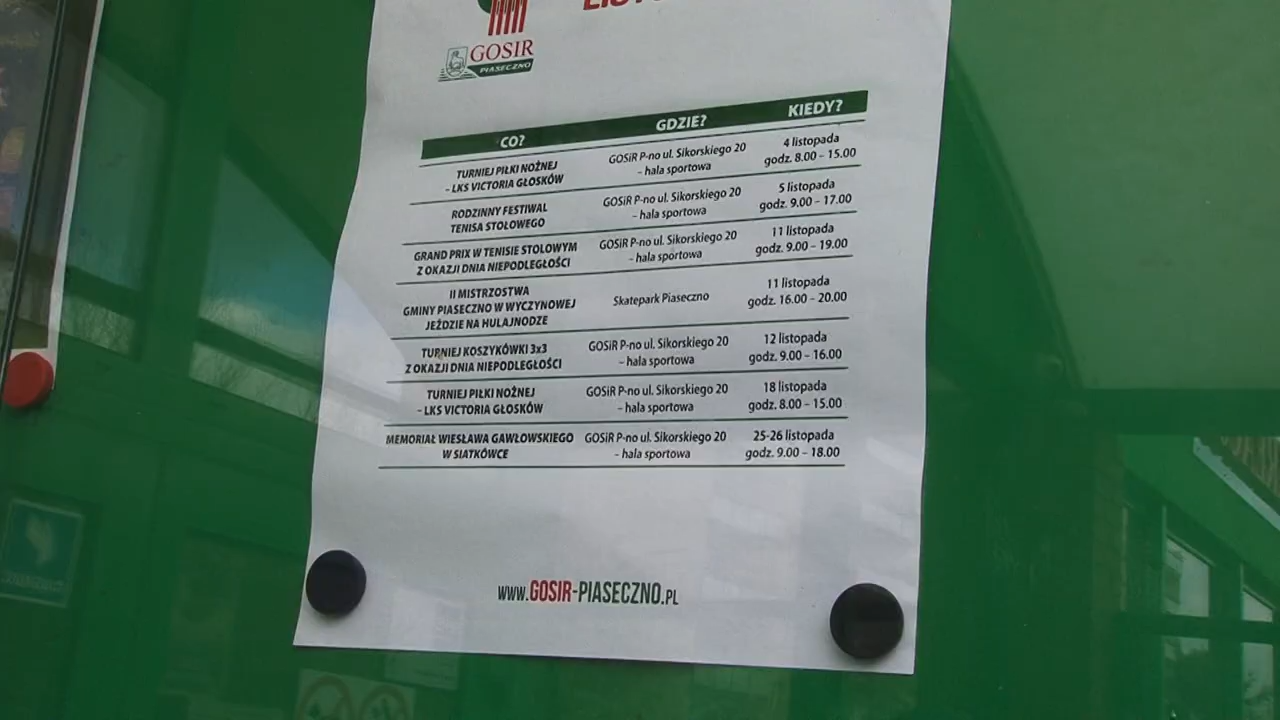 GOSIR
PIASECZNO
CO? GDZIE? KIEDY?
TURNIEJ PIŁKI NOŻNEJ
- LKS VICTORIA GŁOSKÓW
GOSiR P-no ul. Sikorskiego 20
- hala sportowa
4 listopada
godz. 8.00 - 15.00
RODZINNY FESTIWAL
TENISA STOŁOWEGO
GOSiR P-no ul. Sikorskiego 20
- hala sportowa
5 listopada
godz. 9.00 - 17.00
GRAND PRIX W TENISIE STOLOWYM
Z OKAZJI DNIA NIEPODLEGŁOŚCI
GOSiR P-no ul. Sikorskiego 20
- hala sportowa
11 listopada
godz. 9.00 - 19.00
II MISTRZOSTWA
GMINY PIASECZNO W WYCZYNOWEJ
JEŹDZIE NA HULAJNODZE
Skatepark Piaseczno
11 listopada
godz. 16.00 - 20.00
TURNIEJ KOSZYKÓWKI 3x3
Z OKAZJI DNIA NIEPODLEGŁOŚCI
GOSiR P-no ul. Sikorskiego 20
- hala sportowa
12 listopada
godz. 9.00 - 16.00
TURNIEJ PIŁKI NOŻNEJ
- LKS VICTORIA GŁOSKÓW
GOSiR P-no ul. Sikorskiego 20
- hala sportowa
18 listopada
godz. 8.00 - 15.00
MEMORIAŁ WIESŁAWA GAWŁOWSKIEGO
W SIATKÓWCE
GOSiR P-no ul. Sikorskiego 20
- hala sportowa
25-26 listopada
godz. 9.00 - 18.00
WWW.GOSIR-PIASECZNO.PL